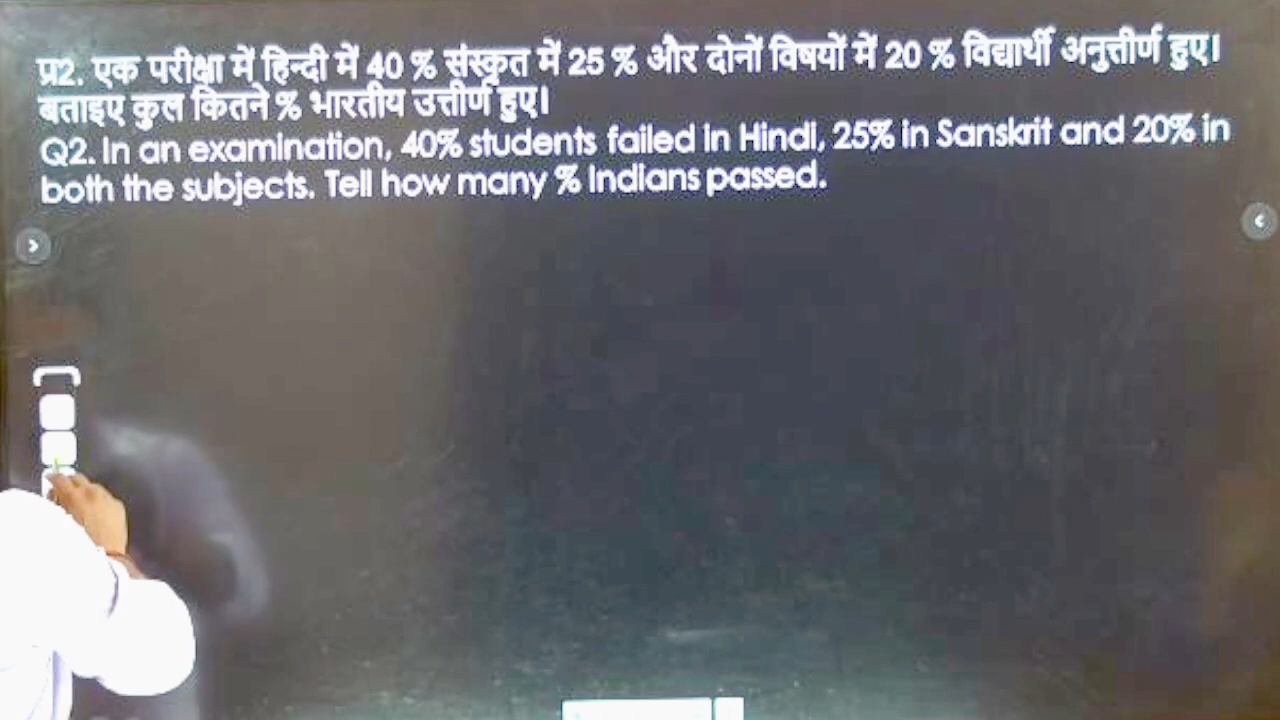 प्र2. एक परीक्षा में हिन्दी में 40 % संस्कृत में 25 % और दोनों विषयों में 20 % विद्यार्थी अनुत्तीर्ण हुए।
बताइए कुल कितने % भारतीय उत्तीर्ण हुए।
Q2. In an examination, 40% students failed in Hindi, 25% in Sanskrit and 20% in
both the subjects. Tell how many % Indians passed.